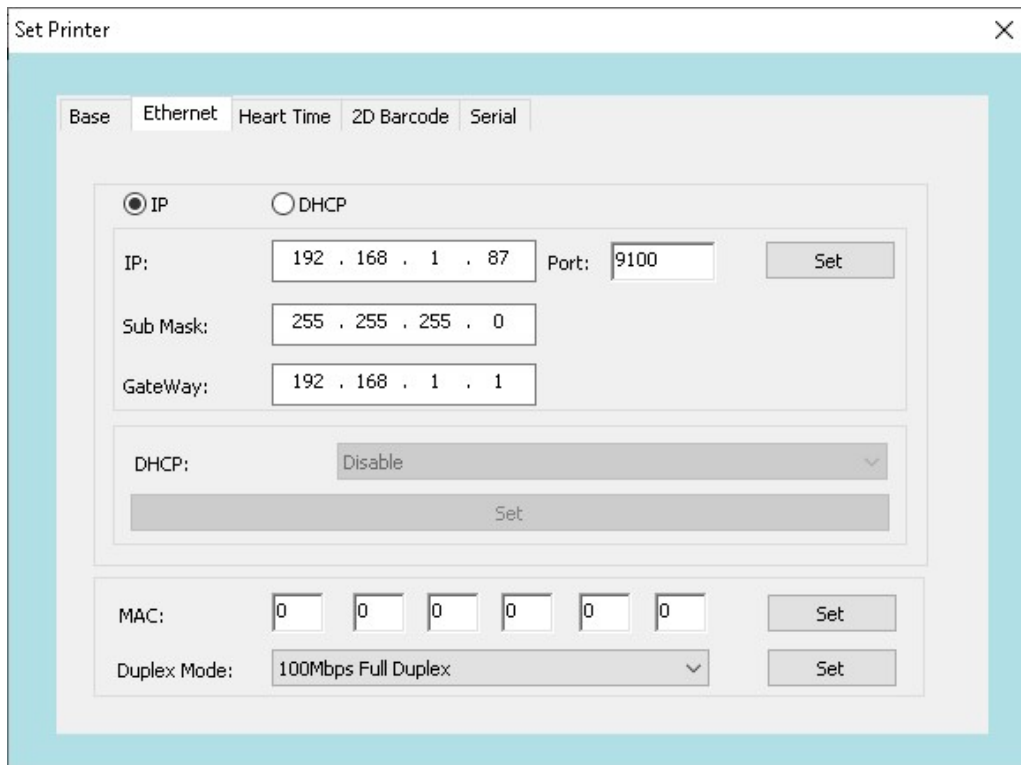 Set Printer
Base Ethernet Heart Time 2D Barcode Serial
IP DHCP
IP: 192 . 168 . 1 . 87 Port: 9100 Set
Sub Mask: 255 . 255 . 255 . 0
GateWay: 192 . 168 . 1 . 1
DHCP: Disable
Set
MAC: 0 0 0 0 0 0 Set
Duplex Mode: 100Mbps Full Duplex Set